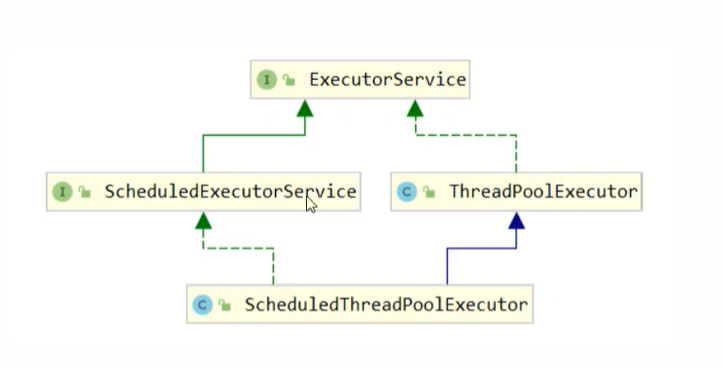 I ExecutorService
I ScheduledExecutorService
C ThreadPoolExecutor
C ScheduledThreadPoolExecutor